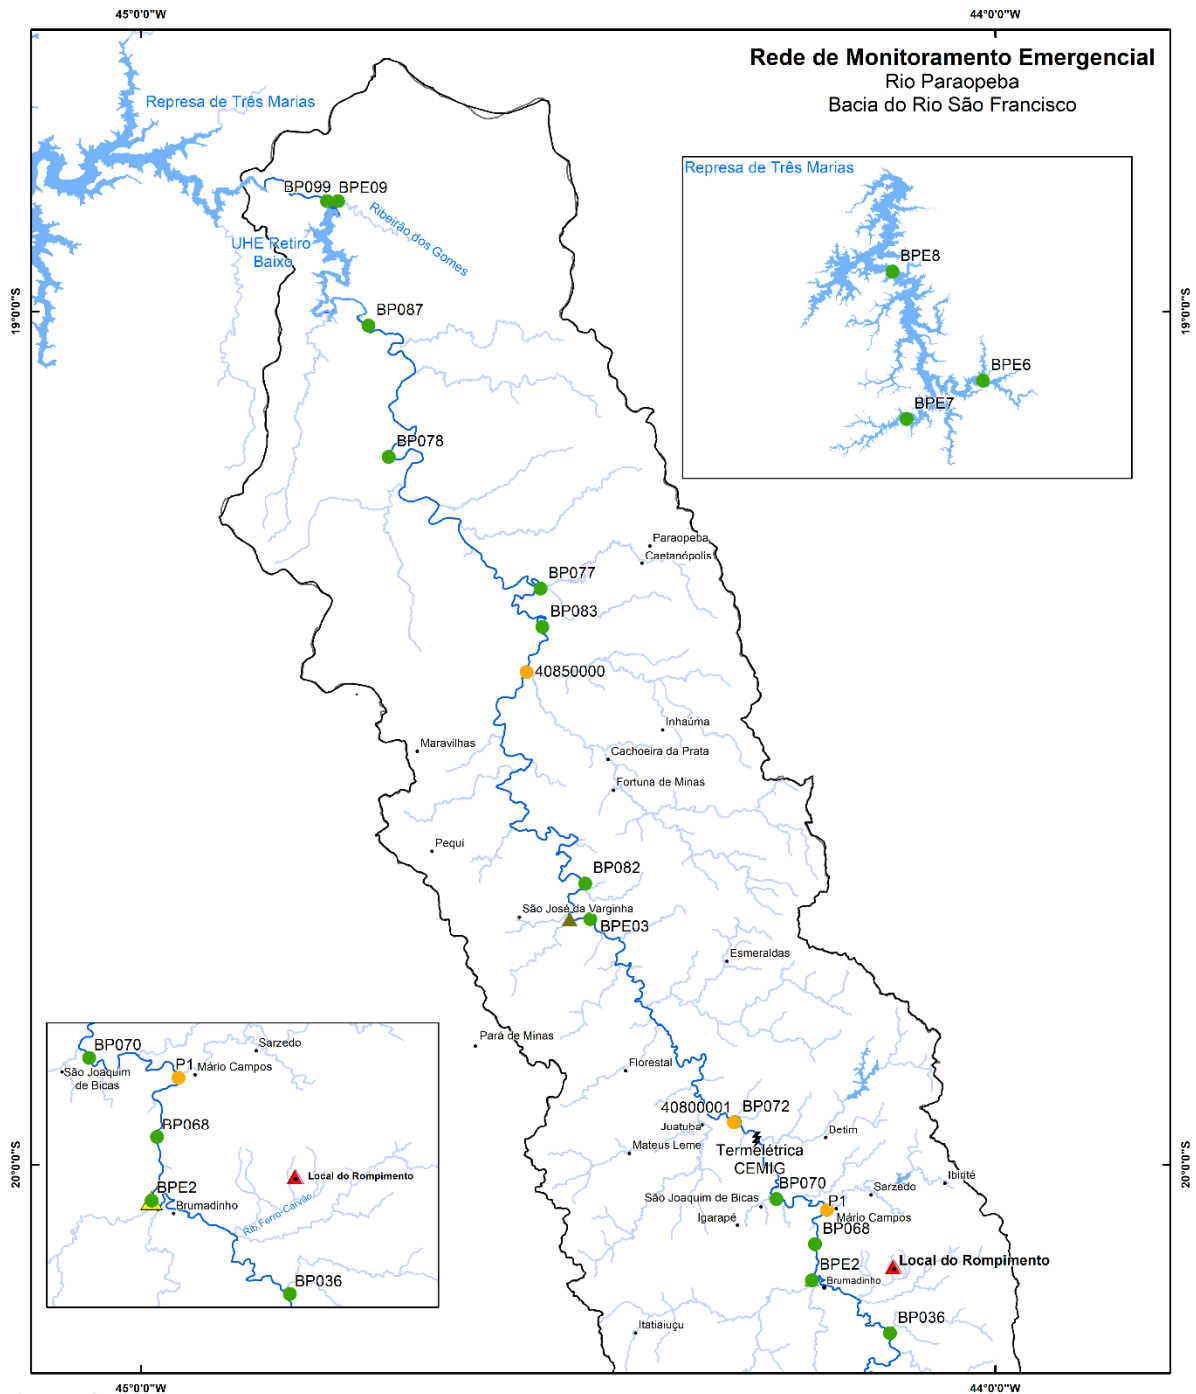 45°0'0"W
44°0'0"W
Rede de Monitoramento Emergencial
Rio Paraopeba
Bacia do Rio São Francisco
Represa de Três Marias
Represa de Três Marias
BP099
BPE09
Ribeirão dos Gomes
UHE Retiro
Baixo
BPE8
19°0'0"S
19°0'0"S
BP087
BPE6
BPE7
BP078
Paraopeba
Caetanópolis
BP077
BP083
40850000
Inhaúma
Maravilhas
Cachoeira da Prata
Fortuna de Minas
Pequi
BP082
São José da Varginha
BPE03
Esmeraldas
Pará de Minas
Florestal
40800001
BP072
Juatuba
Betim
Mateus Leme
Termelétrica
CEMIG
Ibirité
BP070
Sarzedo
São Joaquim de Bicas
P1
Mário Campos
Igarapé
BP068
Local do Rompimento
BPE2
Brumadinho
BP036
Itatiaiuçu
BP070
Sarzedo
P1
Mário Campos
São Joaquim
de Bicas
BP068
Local do Rompimento
BPE2
Brumadinho
Rib.Ferro-Carvão
BP036
20°0'0"S
20°0'0"S
45°0'0"W
44°0'0"W